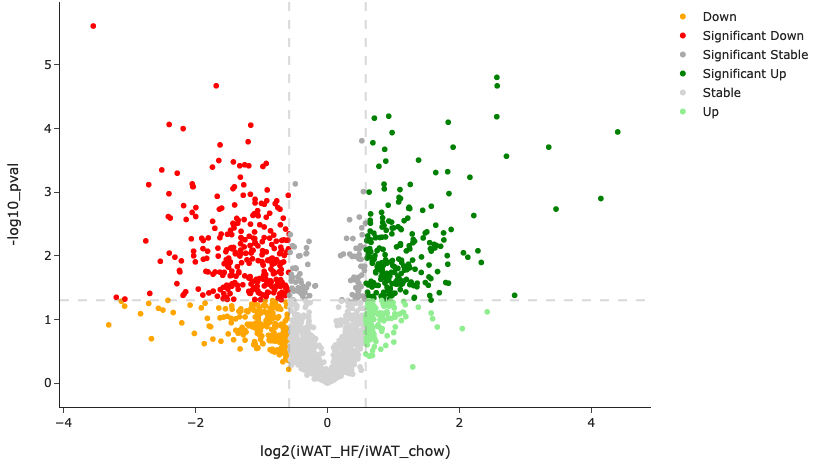 Down
Significant Down
Significant Stable
Significant Up
Stable
Up
5
4
3
2
1
0
-log10_pval
−4
−2
0
2
4
log2(iWAT_HF/iWAT_chow)